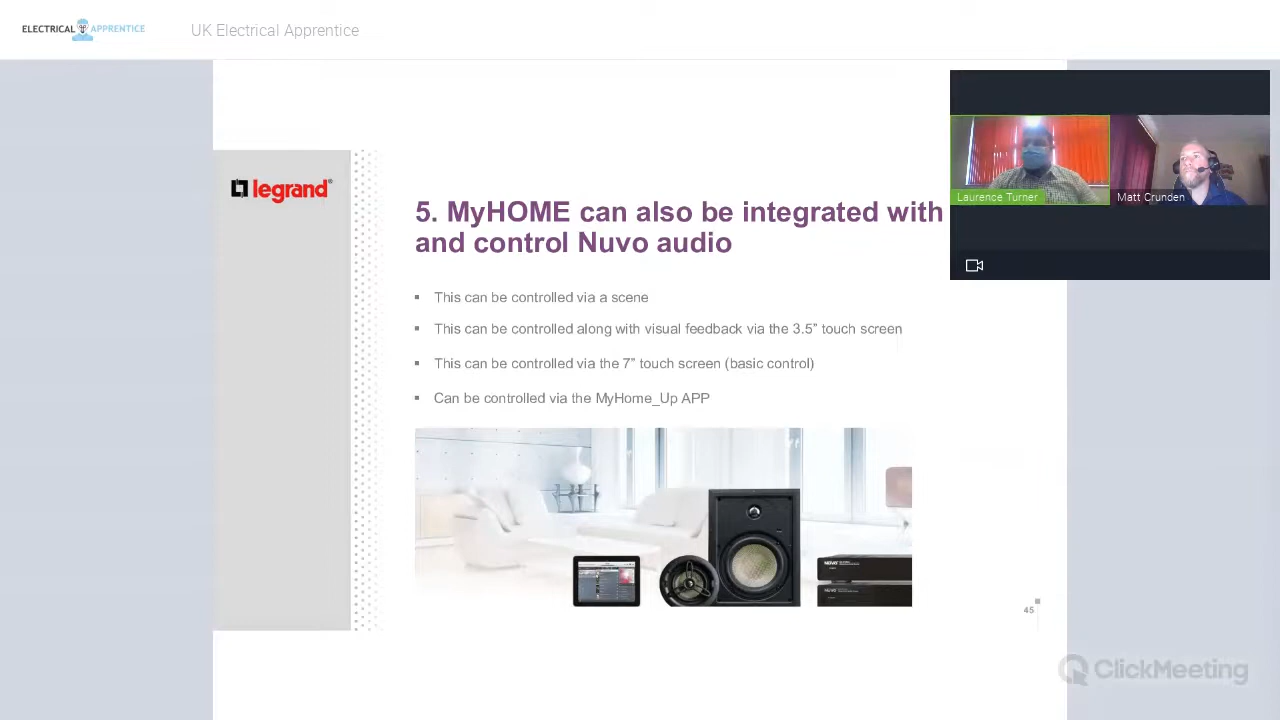 ELECTRICAL APPRENTICE
UK Electrical Apprentice
legrand®
5. MyHOME can also be integrated with
and control Nuvo audio
▪ This can be controlled via a scene
▪ This can be controlled along with visual feedback via the 3.5” touch screen
▪ This can be controlled via the 7” touch screen (basic control)
▪ Can be controlled via the MyHome_Up APP
Laurence Turner
Matt Crunden
NUVO
NUVO
45
ClickMeeting